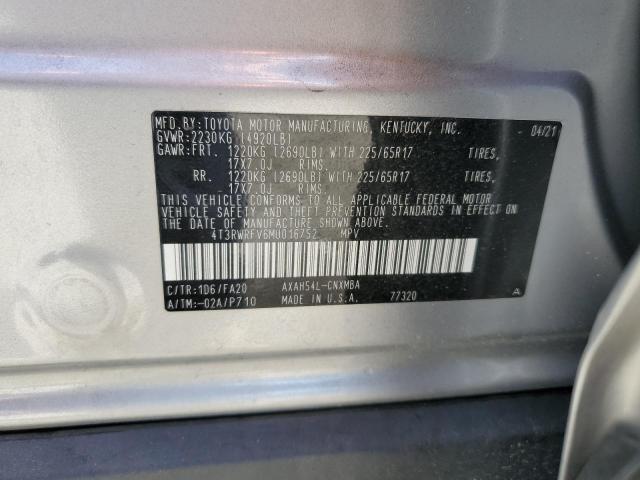 MFD.BY:TOYOTA MOTOR MANUFACTURING, KENTUCKY, INC. 04/21
GVWR:2230KG (4920LB)
GAWR:FRT. 1220KG (2690LB) WITH 225/65R17 TIRES,
17X7.0J RIMS
RR. 1220KG (2690LB) WITH 225/65R17 TIRES,
17X7.0J RIMS
THIS VEHICLE CONFORMS TO ALL APPLICABLE FEDERAL MOTOR
VEHICLE SAFETY AND THEFT PREVENTION STANDARDS IN EFFECT ON
THE DATE OF MANUFACTURE SHOWN ABOVE.
4T3RWRFV6MU016752 MPV
C/TR:1D6/FA20 AXAH54L-CNXMBA
A/TM:-02A/P710 MADE IN U.S.A. 77320 A